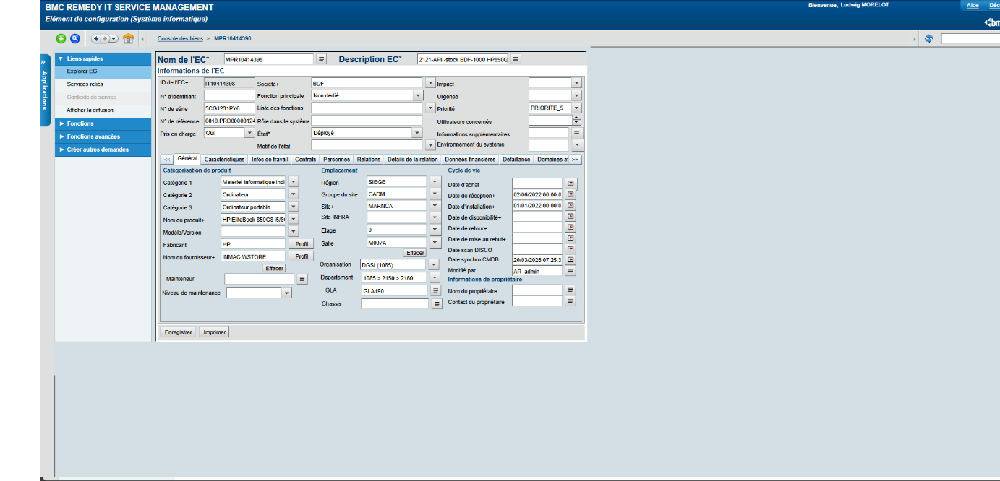 BMC REMEDY IT SERVICE MANAGEMENT
Bienvenue, Ludwig MORELOT
Aide
Elément de configuration (Système informatique)
Console des biens > MPR10414398
Applications
Liens rapides
Explorer EC
Services reliés
Contexte de service
Afficher la diffusion
Fonctions
Fonctions avancées
Créer autres demandes
Nom de l'EC* MPR10414398 Description EC* 2121-APII-stock BDF-1000 HP850G
Informations de l'EC
ID de l'EC+ IT10414398 Société+ BDF Impact
N° d'identifiant Fonction principale Non dédié Urgence
N° de série 5CG1231PY6 Liste des fonctions Priorité PRIORITE_5
N° de référence 0010.PRD00000124 Rôle dans le système Utilisateurs concernés
Pris en charge Oui État* Déployé Informations supplémentaires
Motif de l'état Environnement du système
<< Général Caractéristiques Infos de travail Contrats Personnes Relations Détails de la relation Données financières Défaillance Domaines af >>
Catégorisation de produit Emplacement Cycle de vie
Catégorie 1 Materiel Informatique indi Région SIEGE Date d'achat
Catégorie 2 Ordinateur Groupe du site CADM Date de réception+ 02/06/2022 00:00:0
Catégorie 3 Ordinateur portable Site+ MARNCA Date d'installation+ 01/01/2022 00:00:0
Nom du produit+ HP EliteBook 850G8 i5/8 Site INFRA Date de disponibilité+
Modèle/Version Etage 0 Date de retour+
Fabricant HP Profil Salle M007A Date de mise au rebut+
Effacer Date scan DISCO
Nom du fournisseur+ INMAC WSTORE Profil Date synchro CMDB 20/03/2026 07:25:3
Effacer Organisation DGSI (1085) Modifié par AR_admin
Mainteneur Departement 1085 > 2150 > 2160 Informations de propriétaire
Niveau de maintenance GLA GLA190 Nom du propriétaire
Chassis Contact du propriétaire
Enregistrer Imprimer